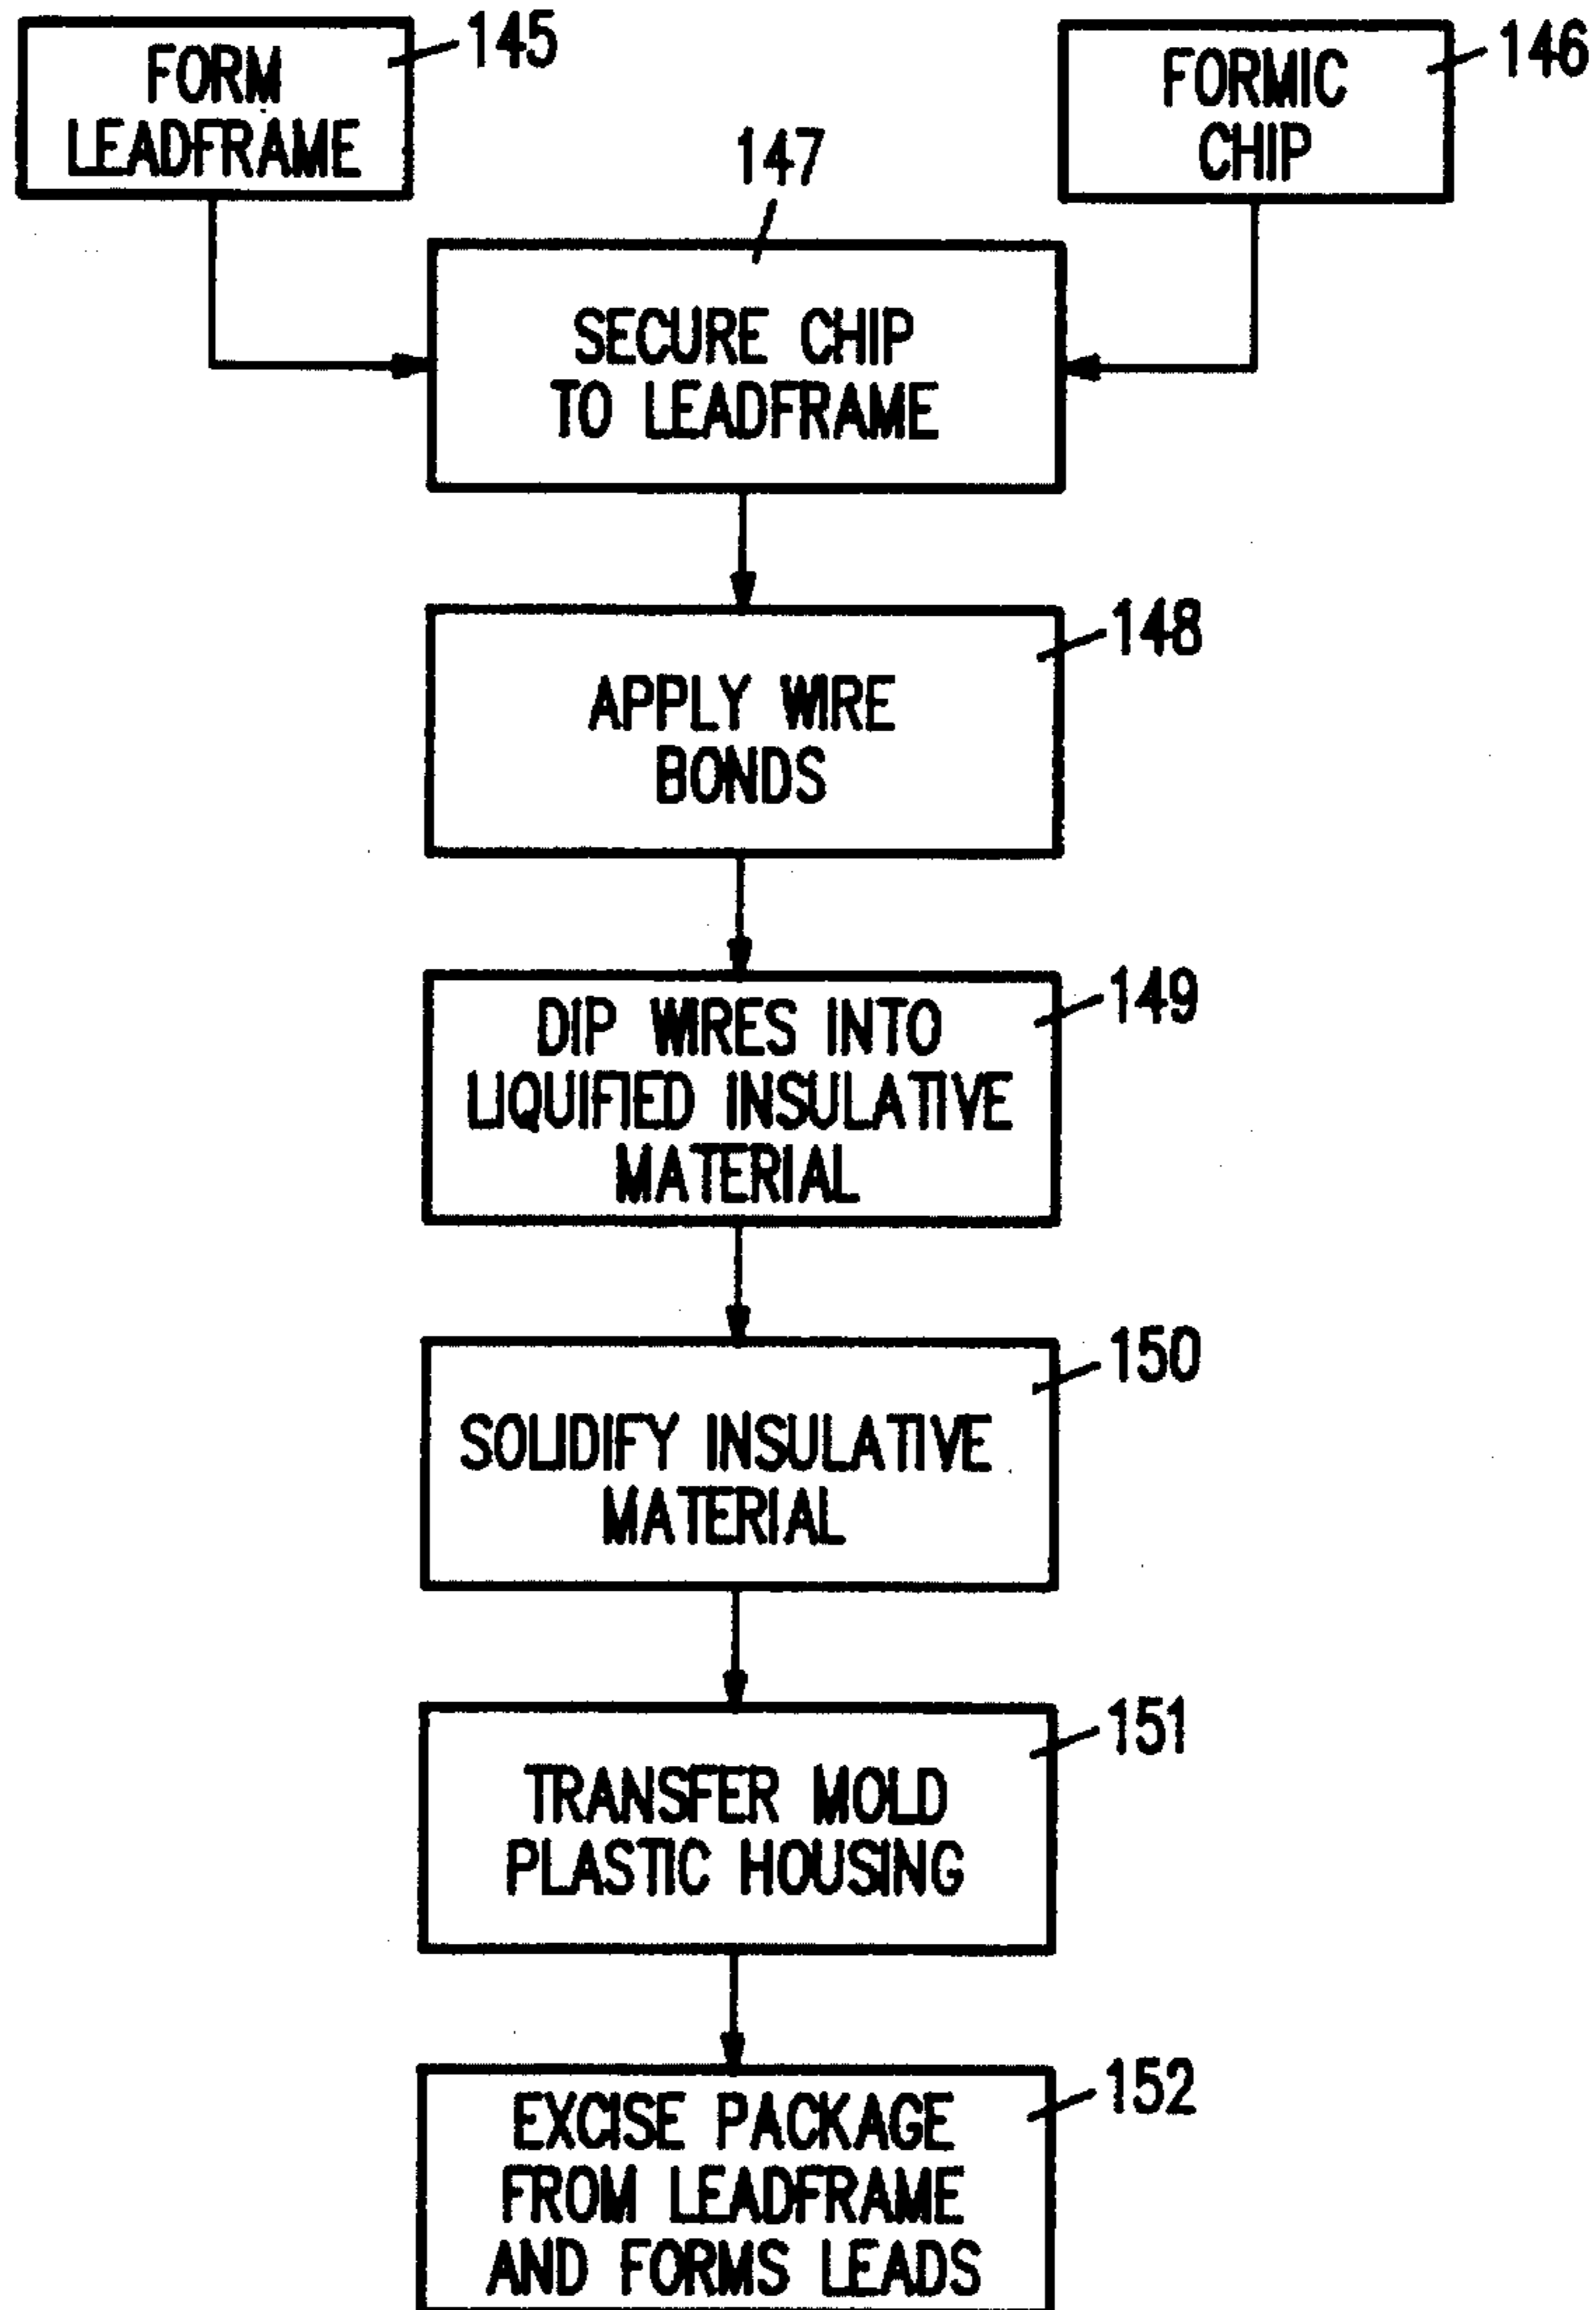 FORM
LEADFRAME
145
FORMIC
CHIP
146
147
SECURE CHIP
TO LEADFRAME
APPLY WIRE
BONDS
148
DIP WIRES INTO
LIQUIFIED INSULATIVE
MATERIAL
149
SOLIDIFY INSULATIVE
MATERIAL
150
TRANSFER MOLD
PLASTIC HOUSING
151
EXCISE PACKAGE
FROM LEADFRAME
AND FORMS LEADS
152